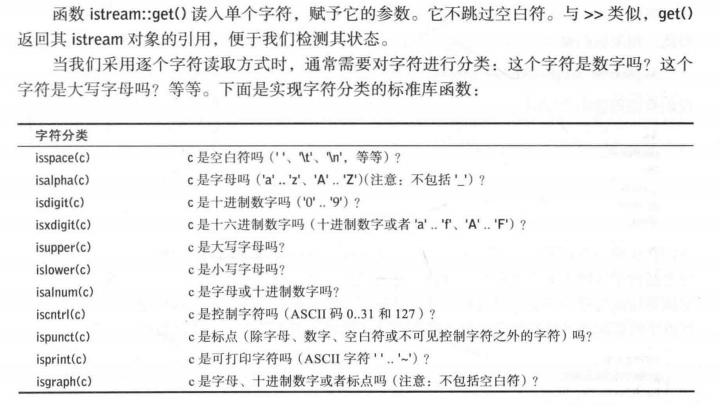 函数 istream::get() 读入单个字符，赋予它的参数。它不跳过空白符。与 >> 类似，get()
返回其 istream 对象的引用，便于我们检测其状态。
当我们采用逐个字符读取方式时，通常需要对字符进行分类：这个字符是数字吗？这个
字符是大写字母吗？等等。下面是实现字符分类的标准库函数：
字符分类
isspace(c) c 是空白符吗（' '、'\t'、'\n'，等等）？
isalpha(c) c 是字母吗（'a' .. 'z'、'A' .. 'Z'）(注意：不包括 '_'）？
isdigit(c) c 是十进制数字吗（'0' .. '9'）？
isxdigit(c) c 是十六进制数字吗（十进制数字或者 'a' .. 'f'、'A' .. 'F'）？
isupper(c) c 是大写字母吗？
islower(c) c 是小写字母吗？
isalnum(c) c 是字母或十进制数字吗？
iscntrl(c) c 是控制字符吗（ASCII 码 0..31 和 127）？
ispunct(c) c 是标点（除字母、数字、空白符或不可见控制字符之外的字符）吗？
isprint(c) c 是可打印字符吗（ASCII 字符 ' ' .. '~'）？
isgraph(c) c 是字母、十进制数字或者标点吗（注意：不包括空白符）？